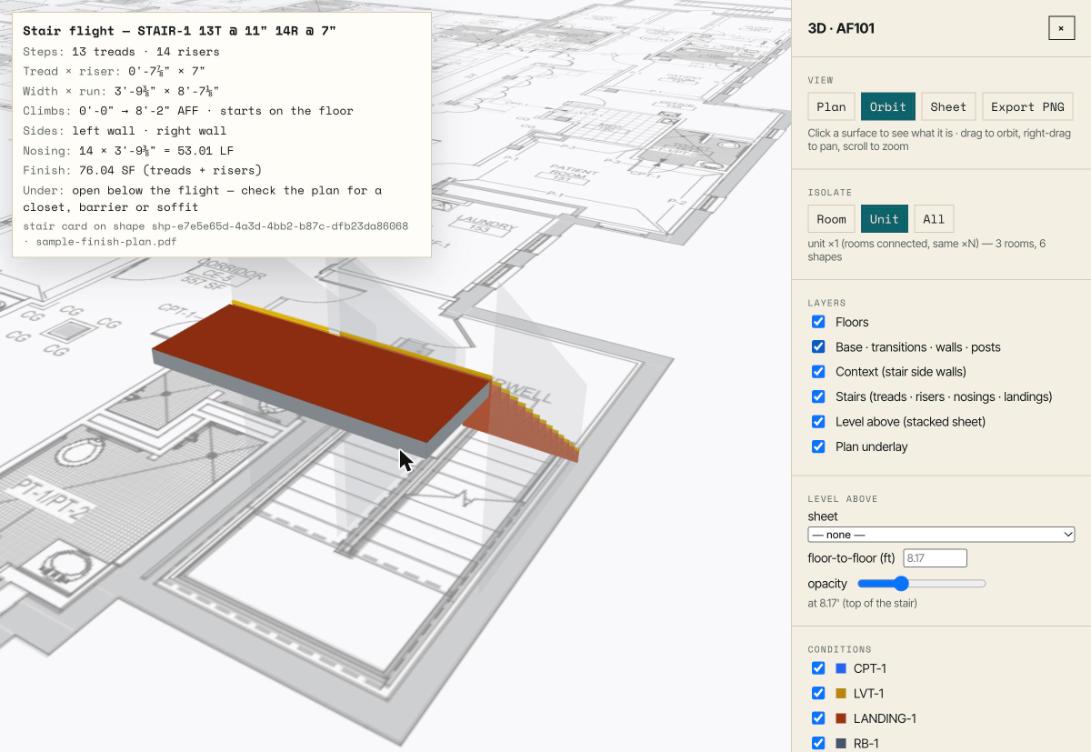 Stair flight — STAIR-1 13T @ 11" 14R @ 7"
Steps: 13 treads · 14 risers
Tread × riser: 0'-7⅞" × 7"
Width × run: 3'-9⅜" × 8'-7⅛"
Climbs: 0'-0" → 8'-2" AFF · starts on the floor
Sides: left wall · right wall
Nosing: 14 × 3'-9⅜" = 53.01 LF
Finish: 76.04 SF (treads + risers)
Under: open below the flight — check the plan for a
closet, barrier or soffit
stair card on shape shp-e7e5e65d-4a3d-4bb2-b87c-dfb23da86068
· sample-finish-plan.pdf
PATIENT
ROOM
CPT-1
P-1
LAUNDRY
153
CORRIDOR
CE-5
557 SF
CPT-1
CG
CG
CG
CG
CG
PT-1/PT-2
3D · AF101
×
VIEW
Plan
Orbit
Sheet
Export PNG
Click a surface to see what it is · drag to orbit, right-drag
to pan, scroll to zoom
ISOLATE
Room
Unit
All
unit ×1 (rooms connected, same ×N) — 3 rooms, 6
shapes
LAYERS
Floors
Base · transitions · walls · posts
Context (stair side walls)
Stairs (treads · risers · nosings · landings)
Level above (stacked sheet)
Plan underlay
LEVEL ABOVE
sheet
— none —
floor-to-floor (ft) 8.17
opacity
at 8.17' (top of the stair)
CONDITIONS
CPT-1
LVT-1
LANDING-1
RB-1